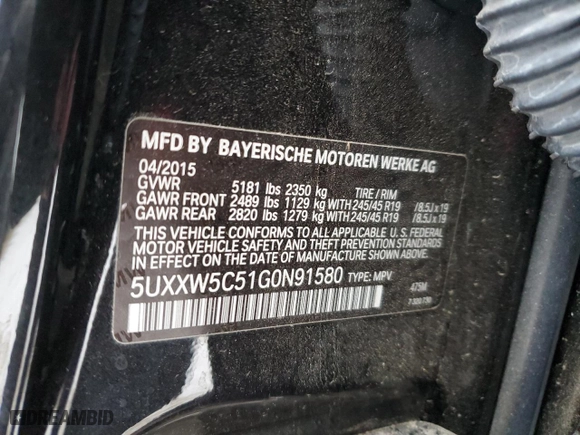 MFD BY BAYERISCHE MOTOREN WERKE AG
04/2015
GVWR 5181 lbs 2350 kg TIRE / RIM
GAWR FRONT 2489 lbs 1129 kg WITH 245/45 R19 /8.5J x 19
GAWR REAR 2820 lbs 1279 kg WITH 245/45 R19 /8.5J x 19
THIS VEHICLE CONFORMS TO ALL APPLICABLE U.S. FEDERAL
MOTOR VEHICLE SAFETY AND THEFT PREVENTION STANDARDS
IN EFFECT ON THE DATE OF MANUFACTURE SHOWN ABOVE.
5UXXW5C51G0N91580 TYPE: MPV
475M
DREAMBID